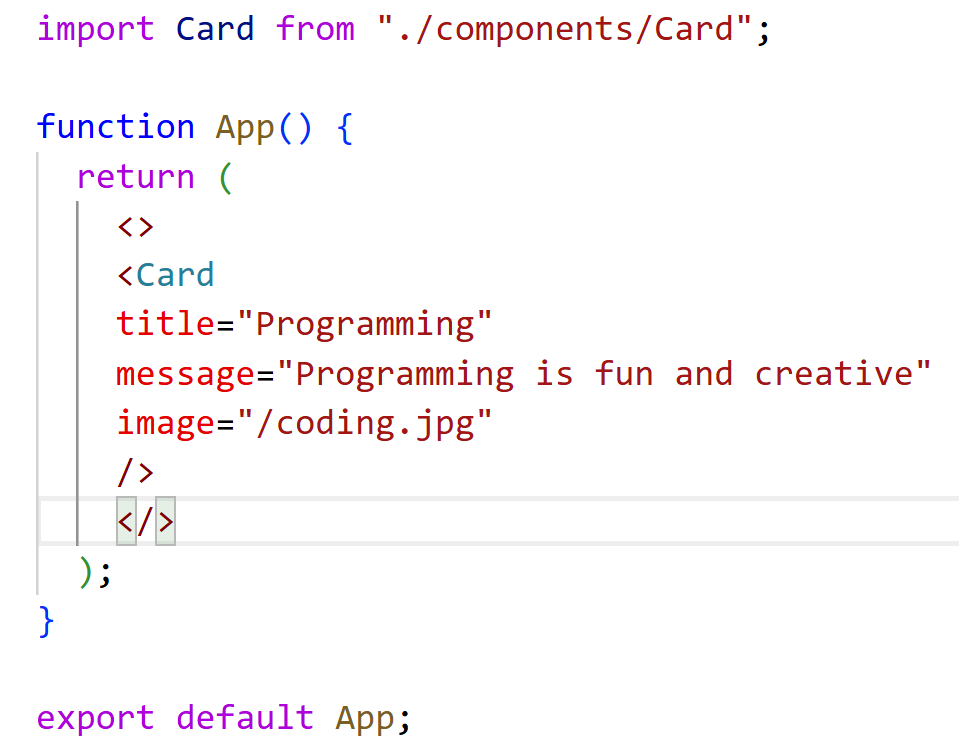 import Card from "./components/Card";

function App() {
  return (
    <>
    <Card
    title="Programming"
    message="Programming is fun and creative"
    image="/coding.jpg"
    />
    </>
  );
}

export default App;